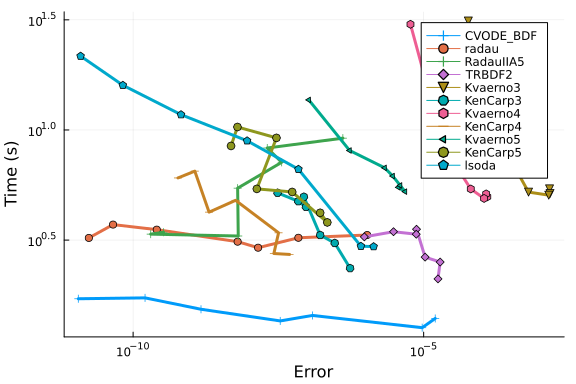 10^1.5
10^1.0
10^0.5
Time (s)
CVODE_BDF
radau
RadauIIA5
TRBDF2
Kvaerno3
KenCarp3
Kvaerno4
KenCarp4
Kvaerno5
KenCarp5
lsoda
10^-10
10^-5
Error